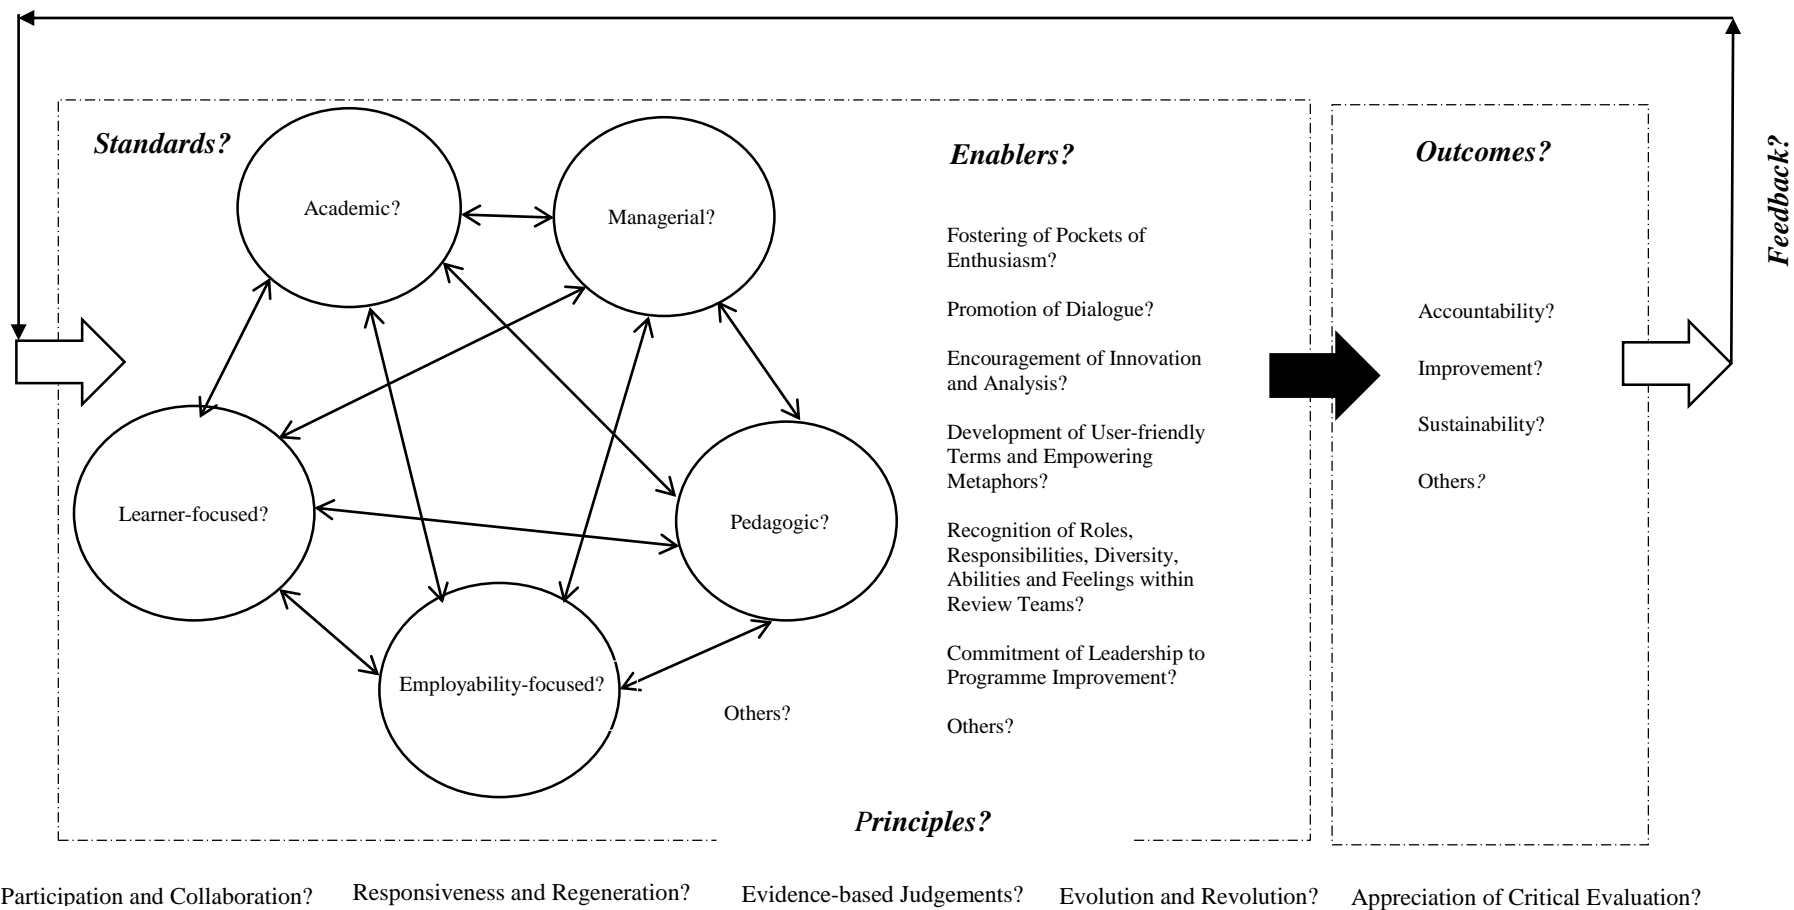 Standards?
Academic?
Managerial?
Learner-focused?
Pedagogic?
Employability-focused?
Others?
Enablers?
Fostering of Pockets of
Enthusiasm?
Promotion of Dialogue?
Encouragement of Innovation
and Analysis?
Development of User-friendly
Terms and Empowering
Metaphors?
Recognition of Roles,
Responsibilities, Diversity,
Abilities and Feelings within
Review Teams?
Commitment of Leadership to
Programme Improvement?
Others?
Outcomes?
Accountability?
Improvement?
Sustainability?
Others?
Feedback?
Principles?
Participation and Collaboration?
Responsiveness and Regeneration?
Evidence-based Judgements?
Evolution and Revolution?
Appreciation of Critical Evaluation?